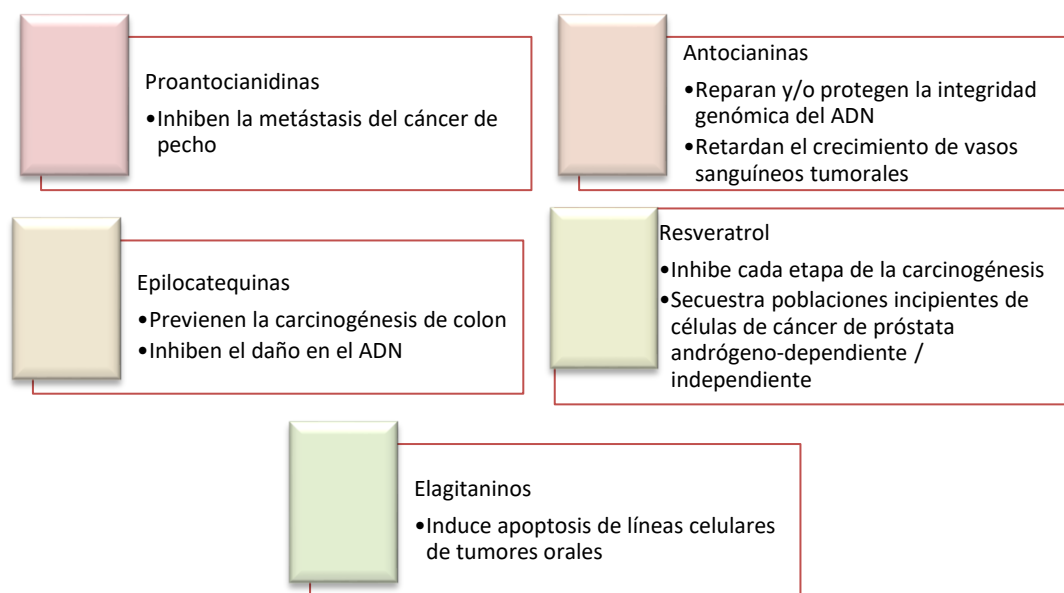 Proantocianidinas
•Inhiben la metástasis del cáncer de
pecho
Antocianinas
•Reparan y/o protegen la integridad
genómica del ADN
•Retardan el crecimiento de vasos
sanguíneos tumorales
Epilocatequinas
•Previenen la carcinogénesis de colon
•Inhiben el daño en el ADN
Resveratrol
•Inhibe cada etapa de la carcinogénesis
•Secuestra poblaciones incipientes de
células de cáncer de próstata
andrógeno-dependiente /
independiente
Elagitaninos
•Induce apoptosis de líneas celulares
de tumores orales